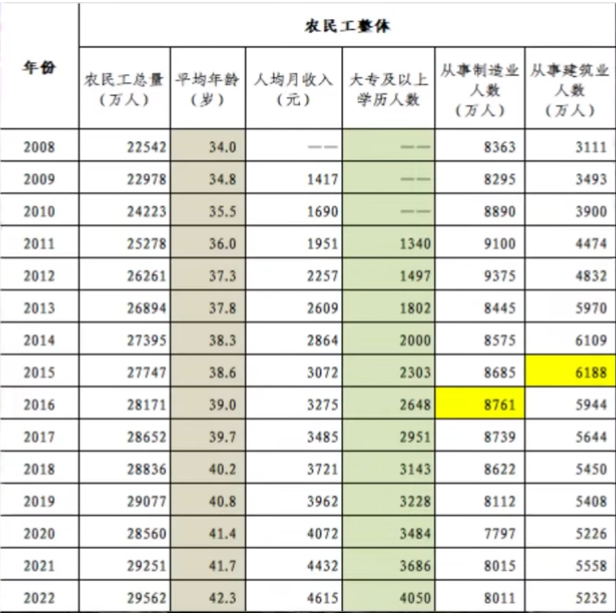 农民工整体
年份
农民工总量（万人） 平均年龄（岁） 人均月收入（元） 大专及以上学历人数 从事制造业人数（万人） 从事建筑业人数（万人）
2008 22542 34.0 —— —— 8363 3111
2009 22978 34.8 1417 —— 8295 3493
2010 24223 35.5 1690 —— 8890 3900
2011 25278 36.0 1951 1340 9100 4474
2012 26261 37.3 2257 1497 9375 4832
2013 26894 37.8 2609 1802 8445 5970
2014 27395 38.3 2864 2000 8575 6109
2015 27747 38.6 3072 2303 8685 6188
2016 28171 39.0 3275 2648 8761 5944
2017 28652 39.7 3485 2951 8739 5644
2018 28836 40.2 3721 3143 8622 5450
2019 29077 40.8 3962 3228 8112 5408
2020 28560 41.4 4072 3484 7797 5226
2021 29251 41.7 4432 3686 8015 5558
2022 29562 42.3 4615 4050 8011 5232